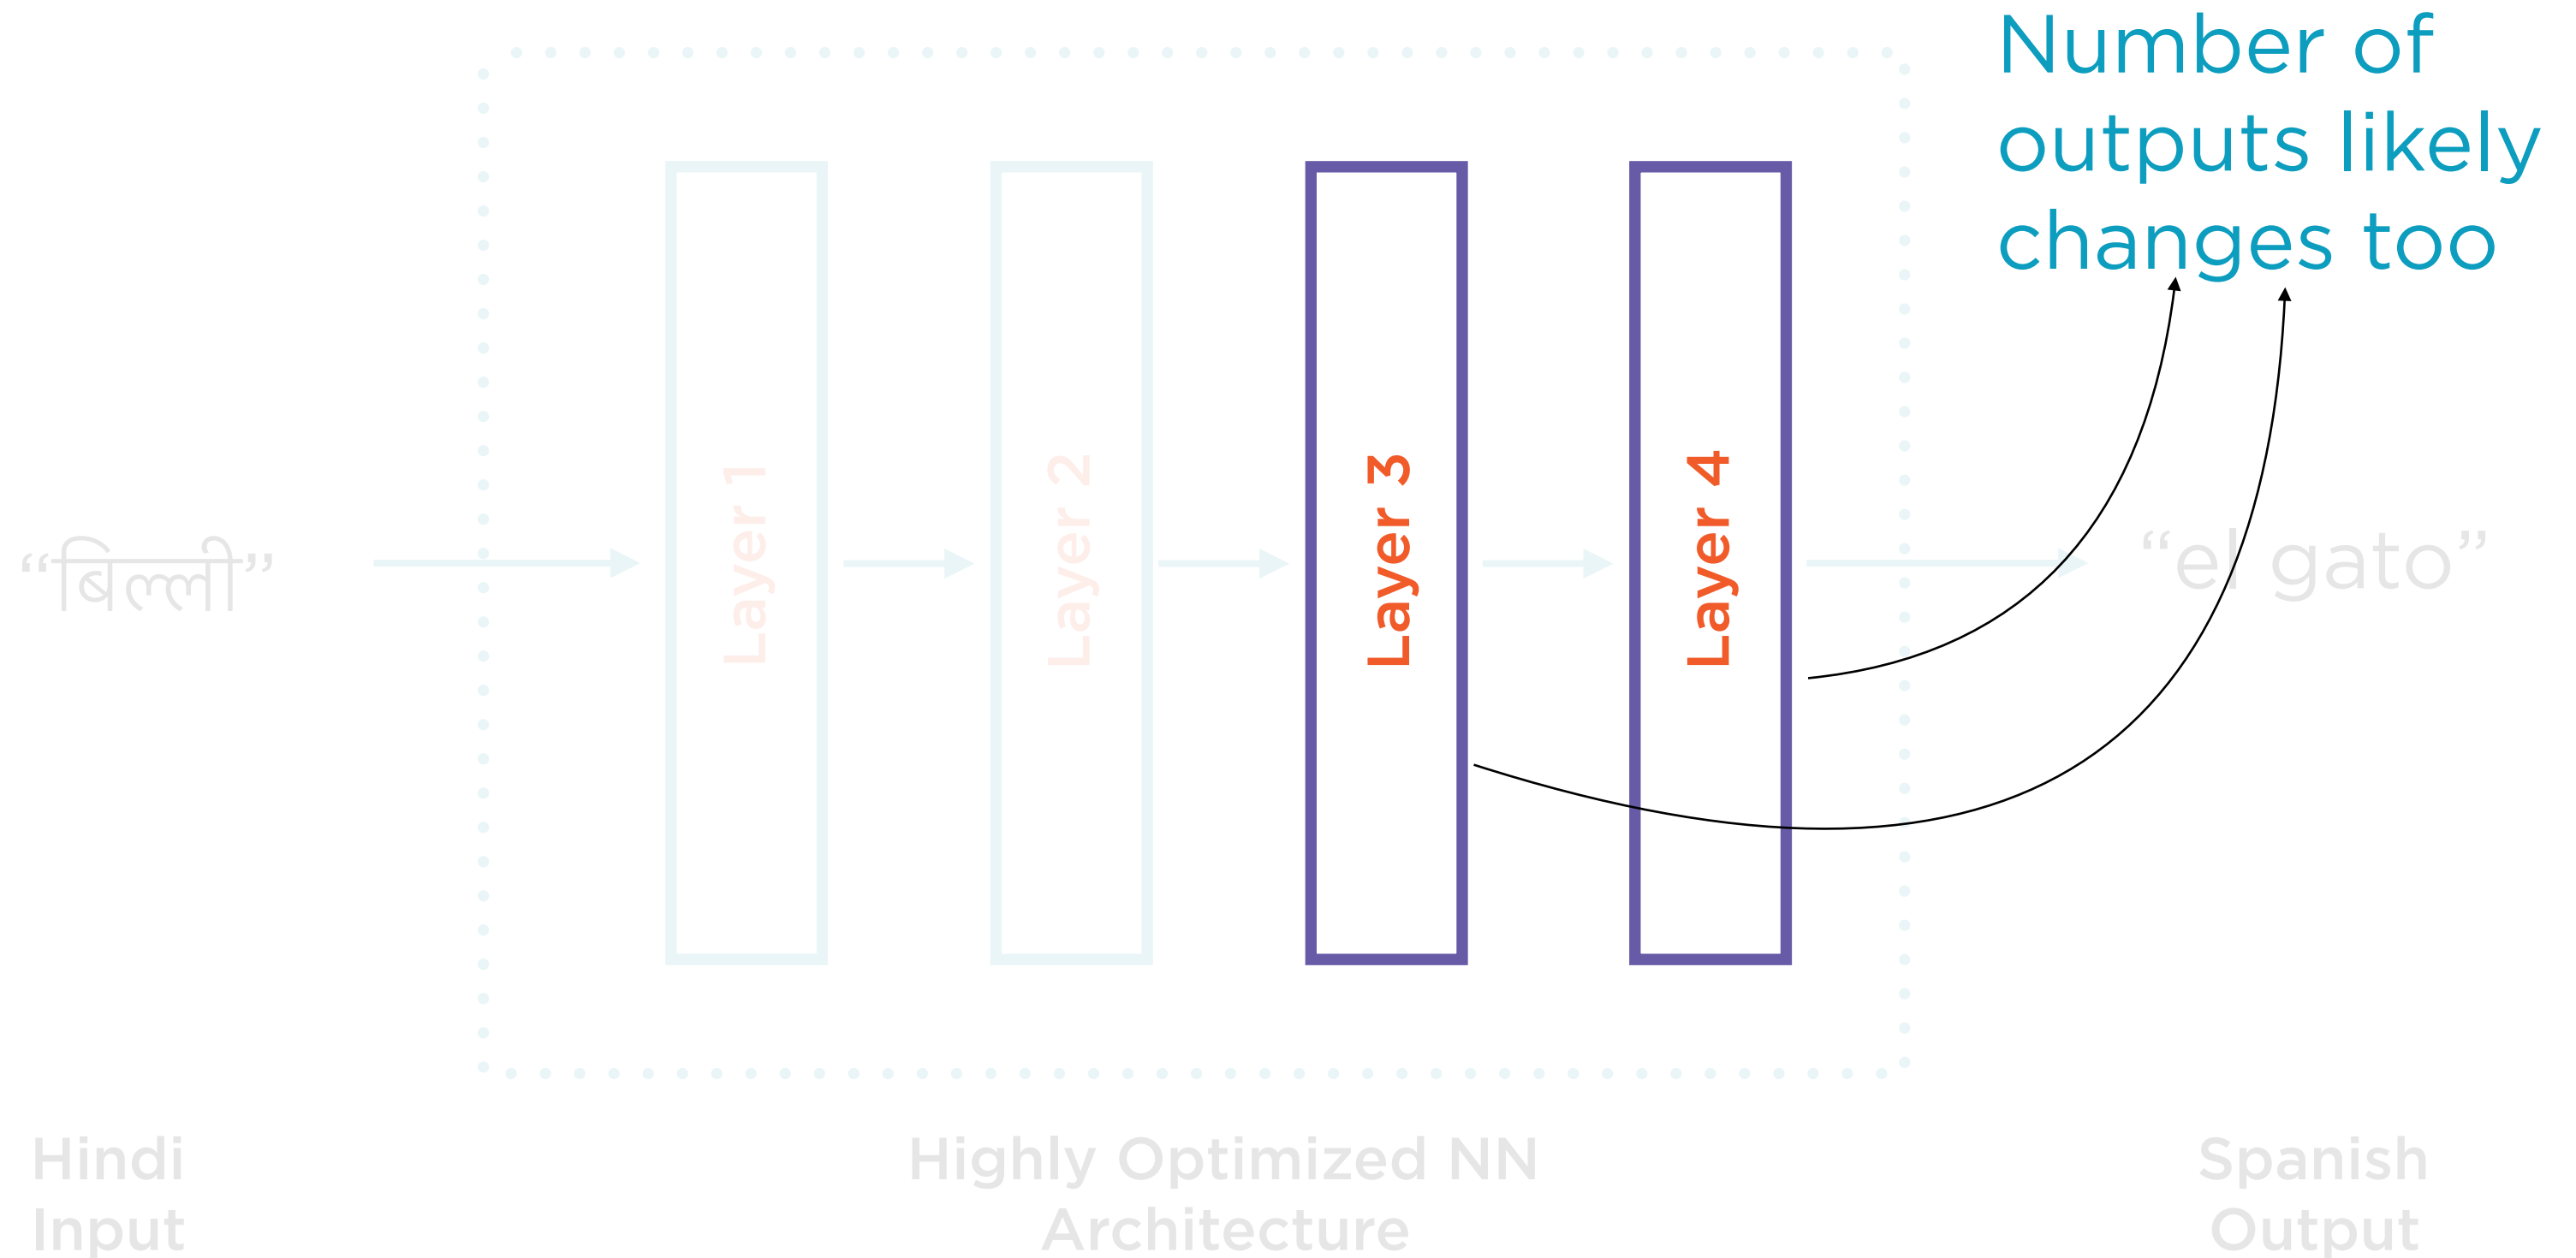 Number of
outputs likely
changes too
“बिल्ली”
Layer 1
Layer 2
Layer 3
Layer 4
“el gato”
Hindi
Input
Highly Optimized NN
Architecture
Spanish
Output